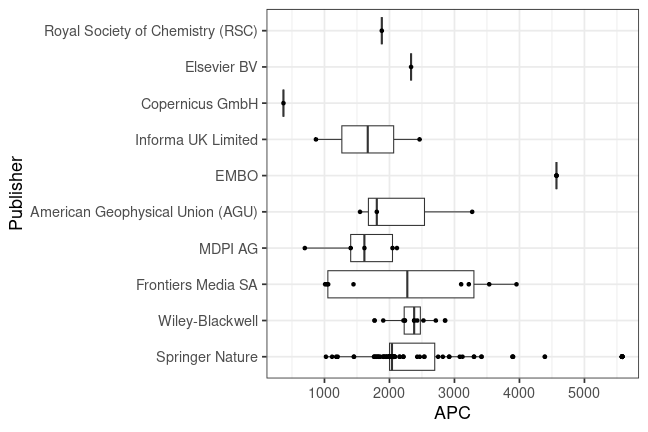 Royal Society of Chemistry (RSC)
Elsevier BV
Copernicus GmbH
Informa UK Limited
EMBO
American Geophysical Union (AGU)
MDPI AG
Frontiers Media SA
Wiley-Blackwell
Springer Nature
Publisher
1000 2000 3000 4000 5000
APC